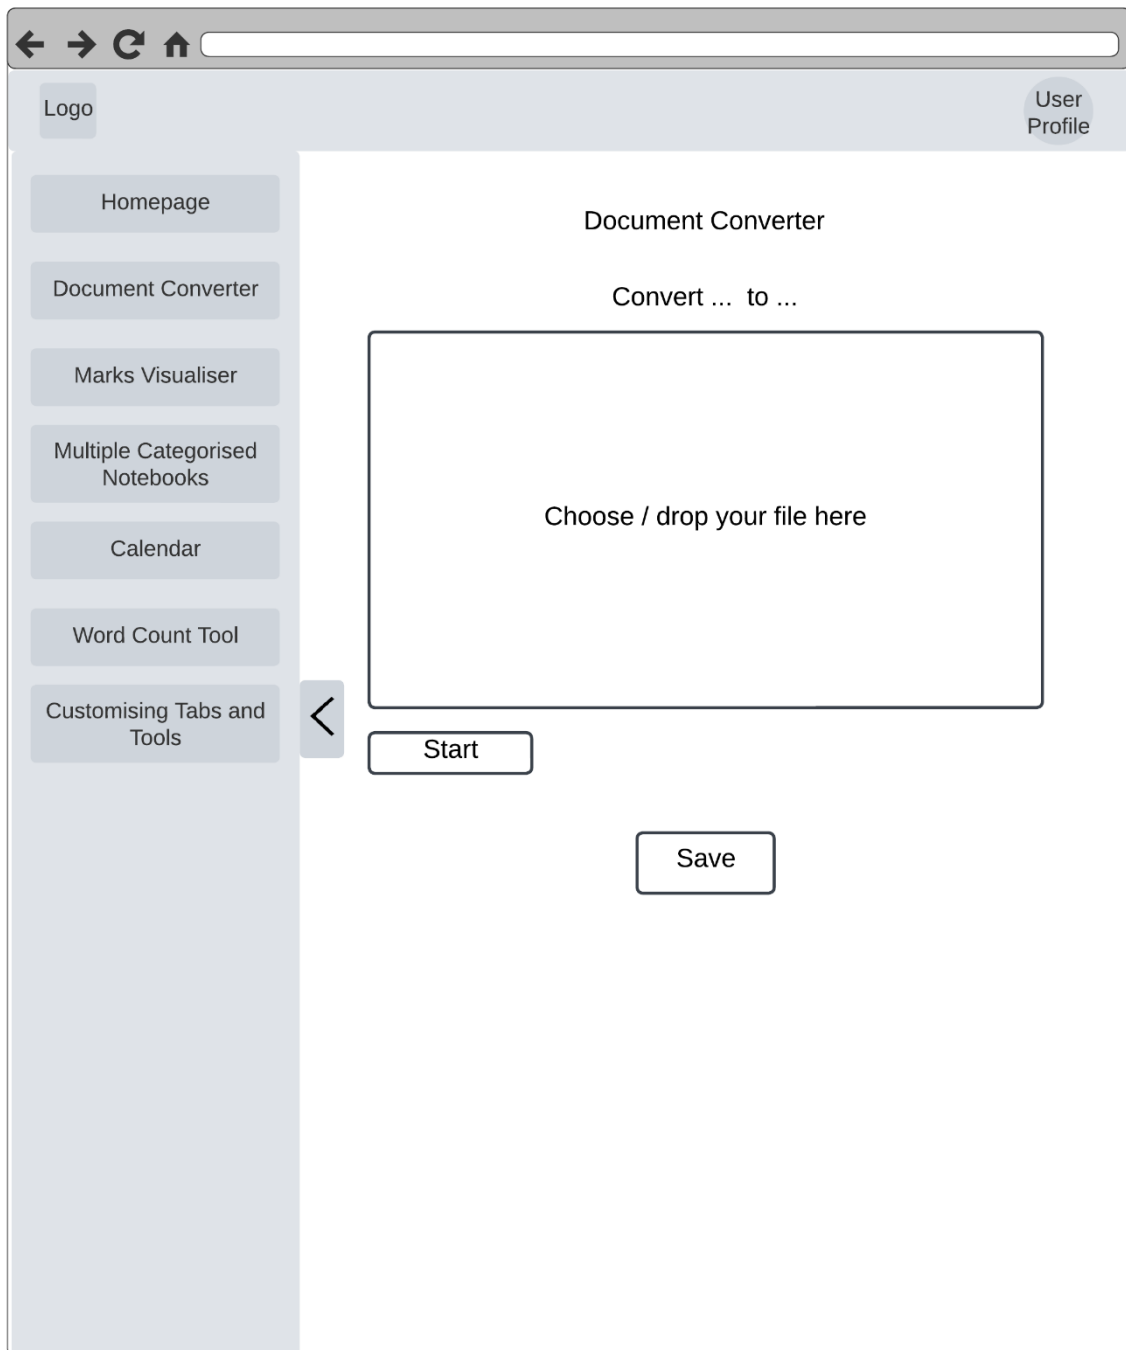 Logo
User
Profile
Homepage
Document Converter
Marks Visualiser
Multiple Categorised
Notebooks
Calendar
Word Count Tool
Customising Tabs and
Tools
Document Converter
Convert ...  to ...
Choose / drop your file here
Start
Save